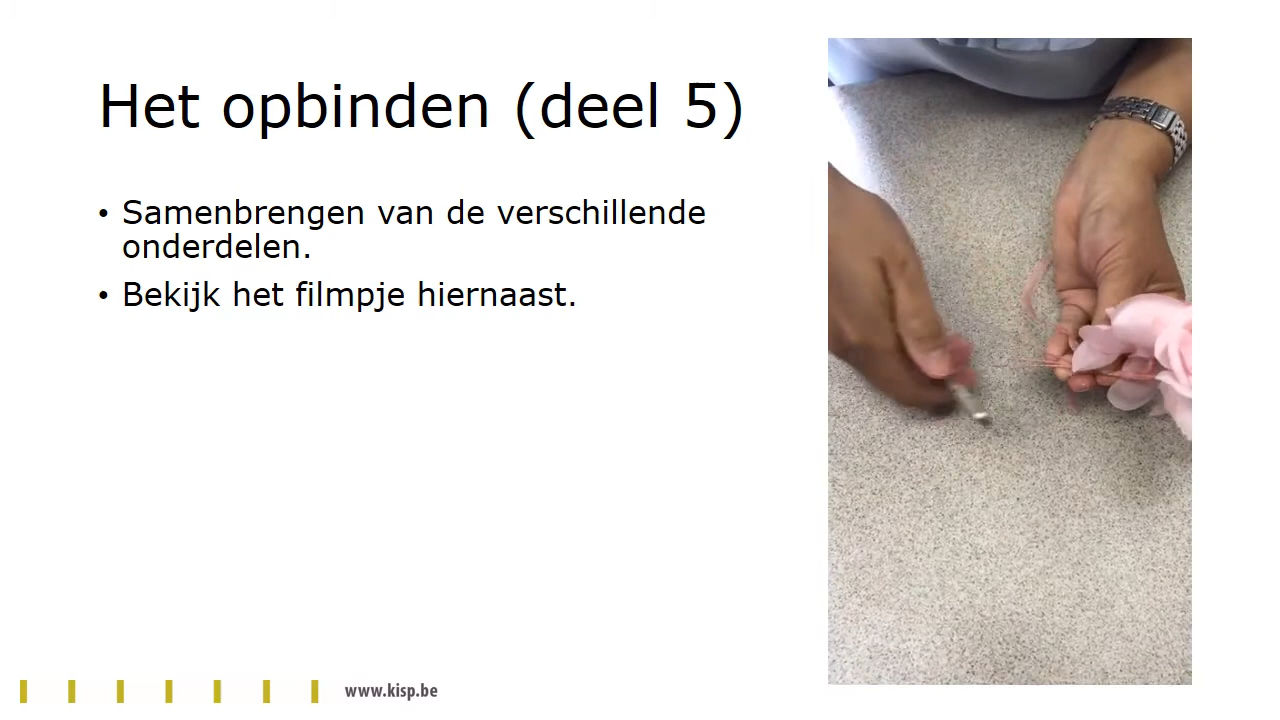 Het opbinden (deel 5)
• Samenbrengen van de verschillende
onderdelen.
• Bekijk het filmpje hiernaast.
www.kisp.be